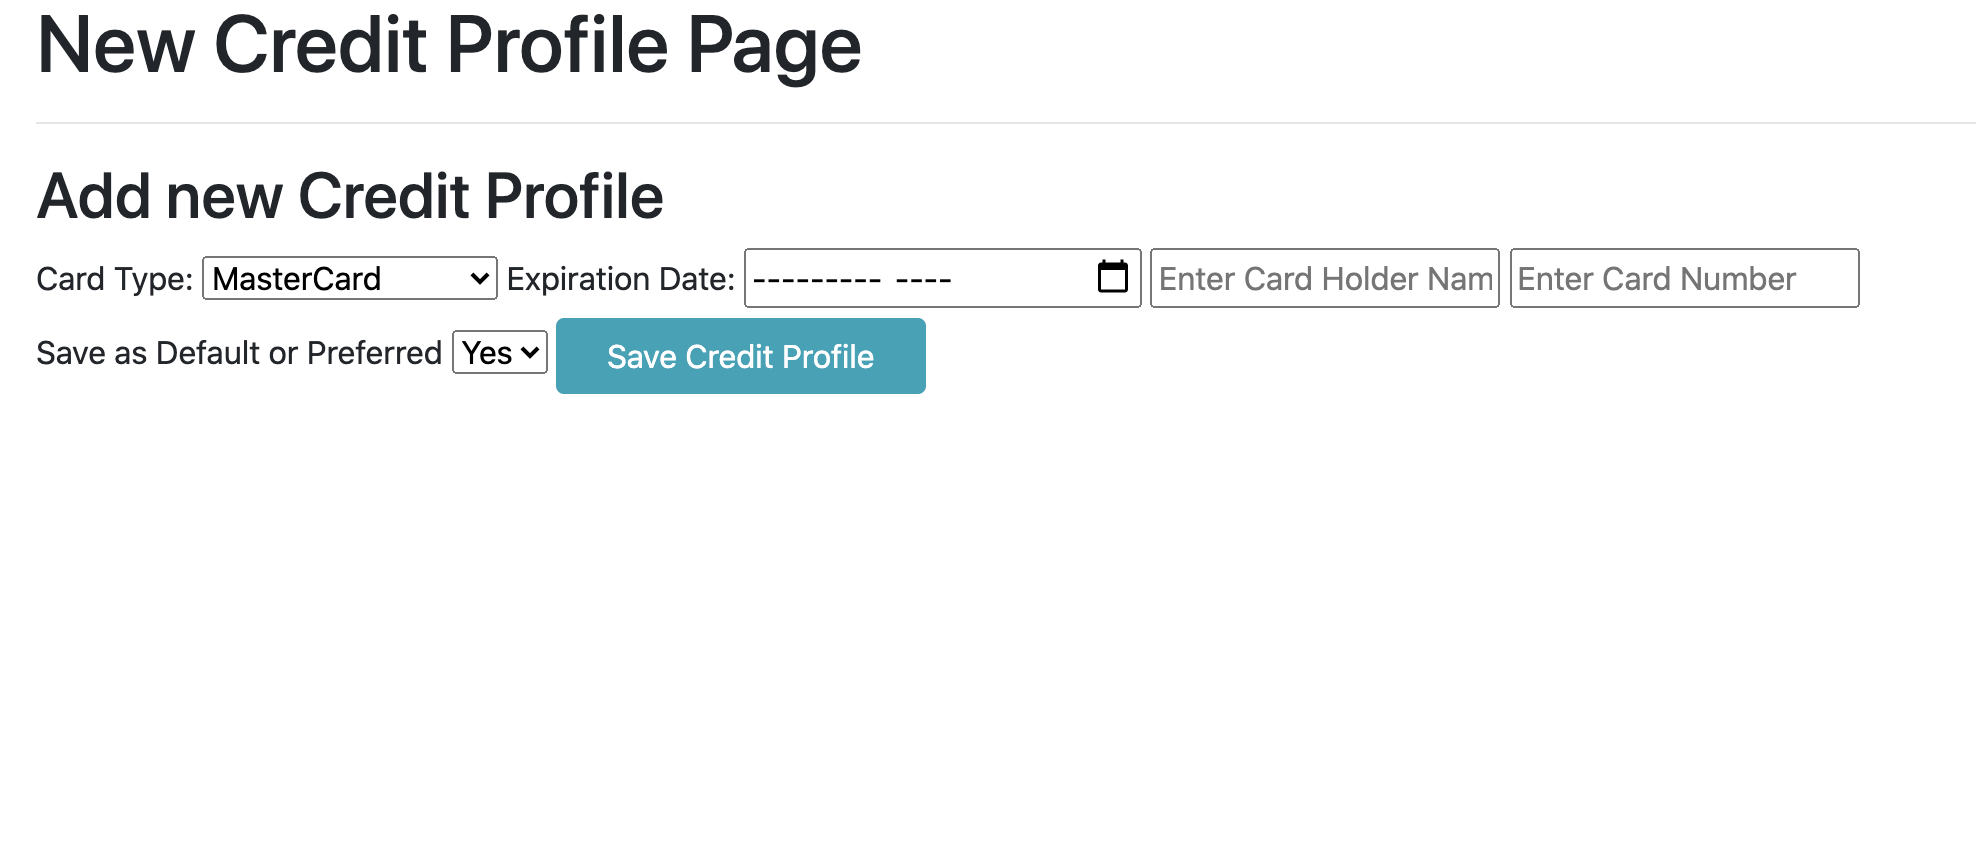 New Credit Profile Page
Add new Credit Profile
Card Type: MasterCard Expiration Date: --------- ---- Enter Card Holder Nam Enter Card Number
Save as Default or Preferred Yes Save Credit Profile